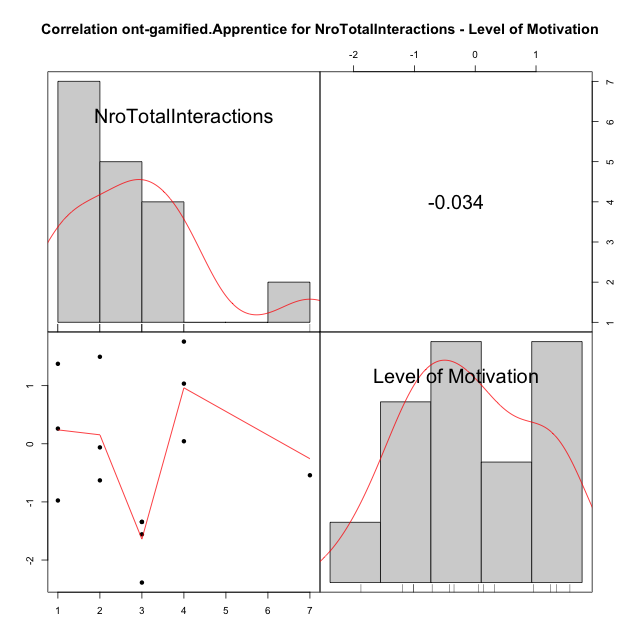 Correlation ont-gamified.Apprentice for NroTotalInteractions - Level of Motivation
-2 -1 0 1
NroTotalInteractions
-0.034
7
6
5
4
3
2
1
Level of Motivation
1
0
-1
-2
1 2 3 4 5 6 7